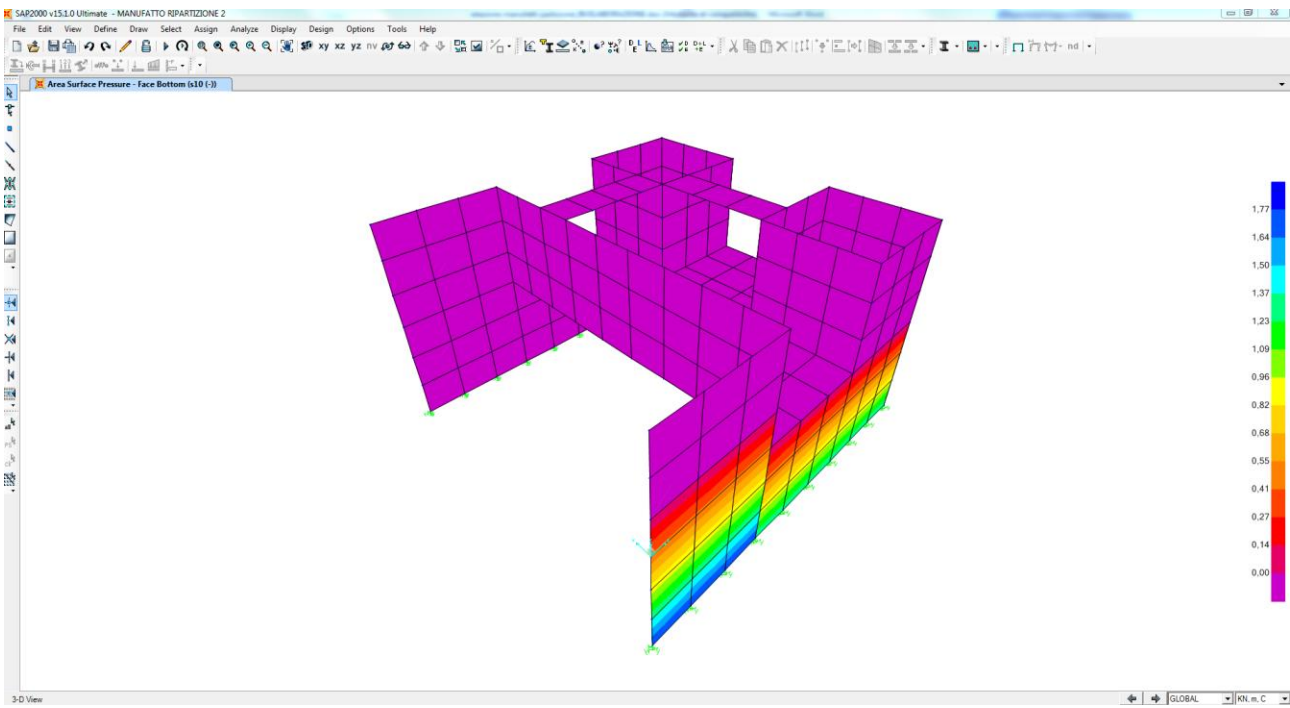 SAP2000 v15.1.0 Ultimate - MANUFATTO RIPARTIZIONE 2
File Edit View Define Draw Select Assign Analyze Display Design Options Tools Help
xy xz yz nv
nd
Area Surface Pressure - Face Bottom (s10 (-))
1,77
1,64
1,50
1,37
1,23
1,09
0,96
0,82
0,68
0,55
0,41
0,27
0,14
0,00
3-D View
GLOBAL
KN, m, C